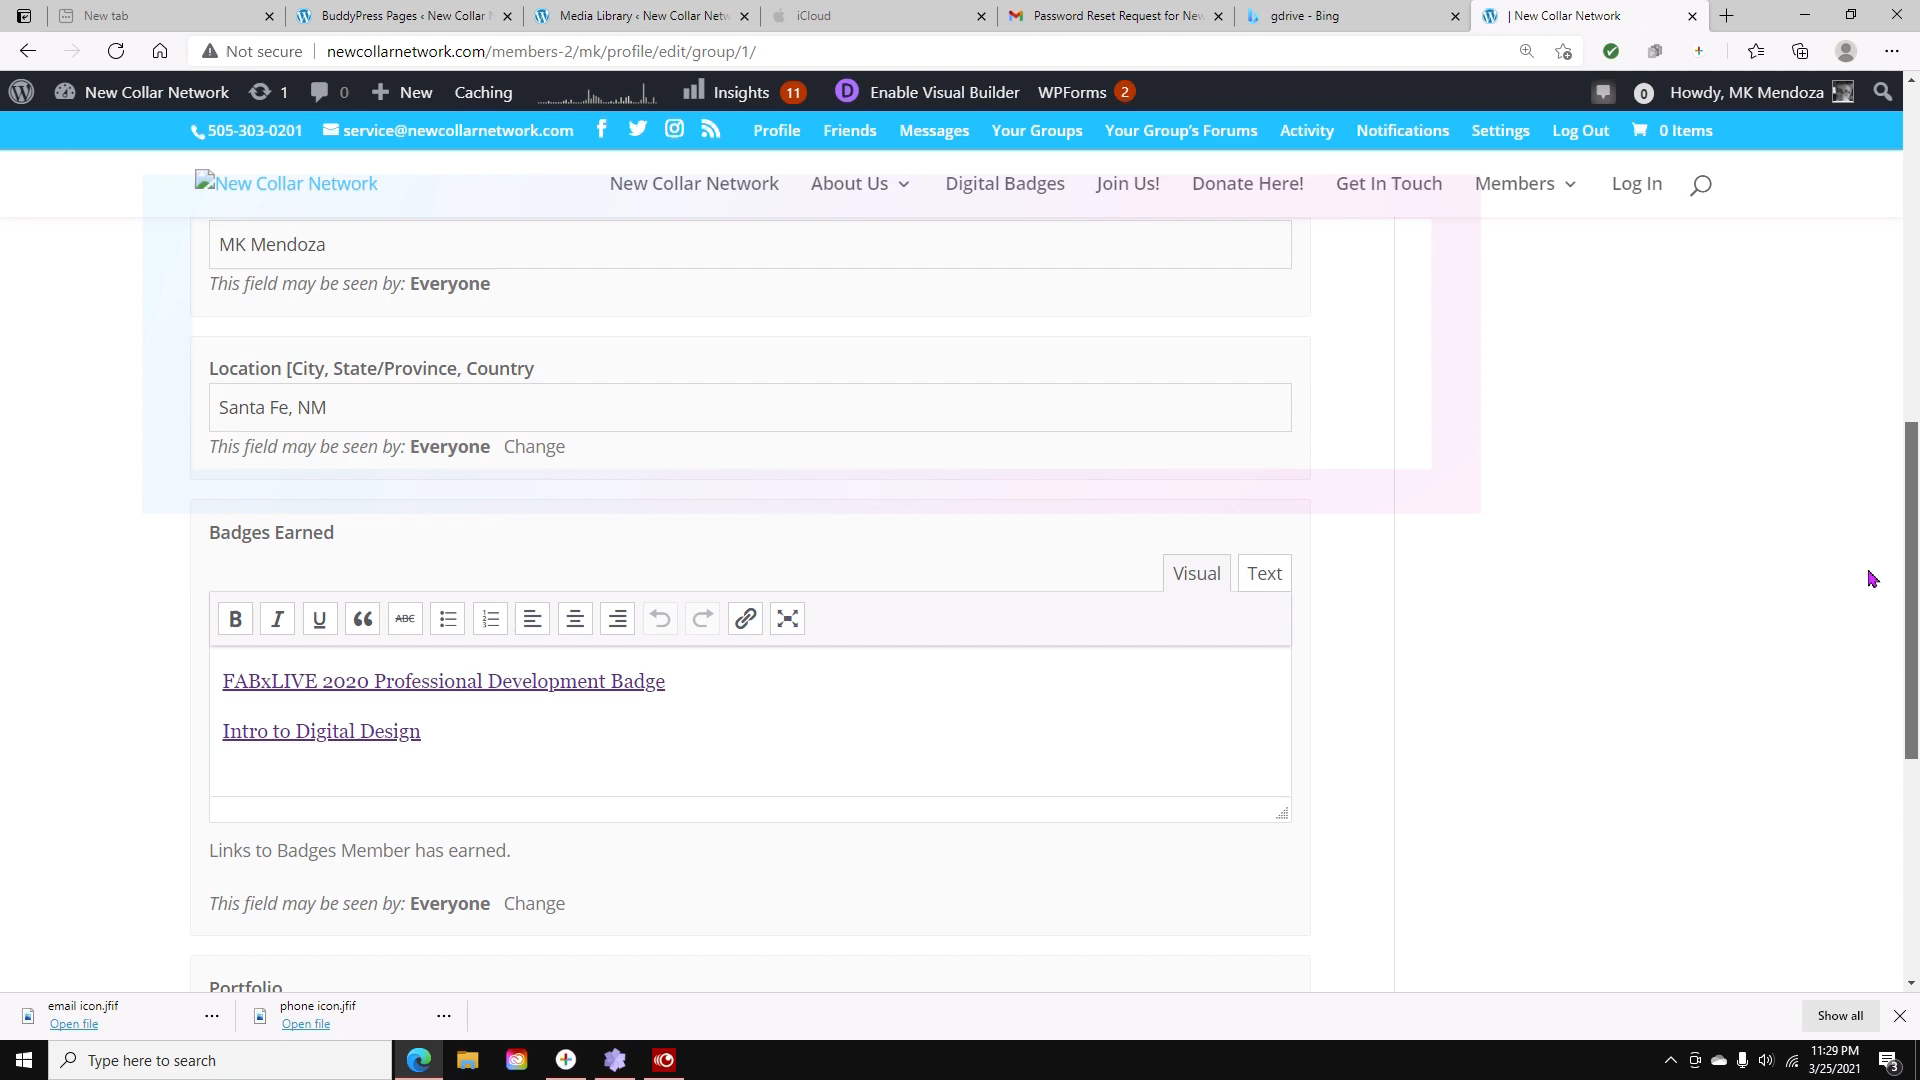 New tab
BuddyPress Pages ‹ New Collar N
Media Library ‹ New Collar Netw
iCloud
Password Reset Request for New
gdrive - Bing
| New Collar Network
Not secure
newcollarnetwork.com/members-2/mk/profile/edit/group/1/
New Collar Network
1
0
New
Caching
Insights
11
D
Enable Visual Builder
WPForms
2
0
Howdy, MK Mendoza
505-303-0201
service@newcollarnetwork.com
Profile
Friends
Messages
Your Groups
Your Group's Forums
Activity
Notifications
Settings
Log Out
0 Items
New Collar Network
New Collar Network
About Us
Digital Badges
Join Us!
Donate Here!
Get In Touch
Members
Log In
MK Mendoza
This field may be seen by: Everyone
Location [City, State/Province, Country
Santa Fe, NM
This field may be seen by: Everyone Change
Badges Earned
Visual
Text
B
I
U
ABC
FABxLIVE 2020 Professional Development Badge
Intro to Digital Design
Links to Badges Member has earned.
This field may be seen by: Everyone Change
Portfolio
email icon.jfif
Open file
phone icon.jfif
Open file
Show all
Type here to search
11:29 PM
3/25/2021
3